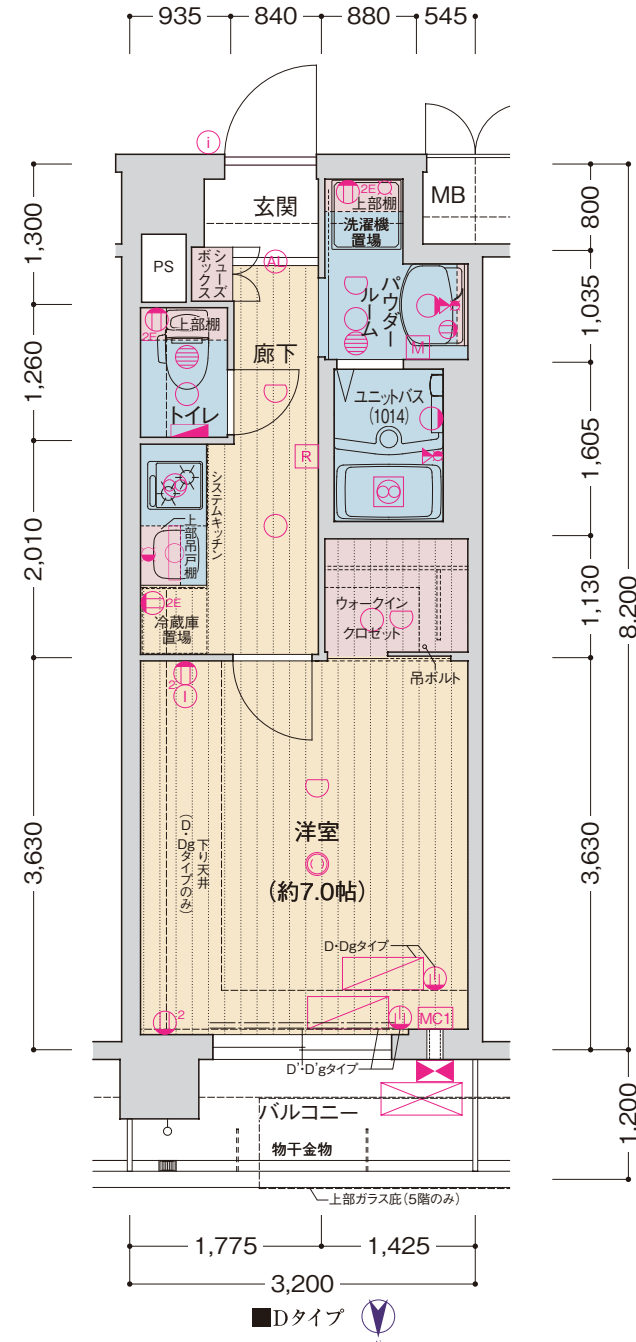 935 840 880 545
i
玄関
2E
上部棚
洗濯機
置場
MB
1,300
800
PS
シューズ
ボックス
AL
パウダー
ルーム
1,035
上部棚
2E
廊下
M
1,260
トイレ
ユニットバス
(1014)
1,605
R
システムキッチン
上部吊戸棚
2,010
1,130
8,200
2E
冷蔵庫
置場
ウォークイン
クロゼット
吊ボルト
2
3,630
3,630
下り天井
(D・Dgタイプのみ)
洋室
(約7.0帖)
D・Dgタイプ
2
MC1
D'・D'gタイプ
バルコニー
1,200
物干金物
上部ガラス庇(5階のみ)
1,775 1,425
3,200
■Dタイプ